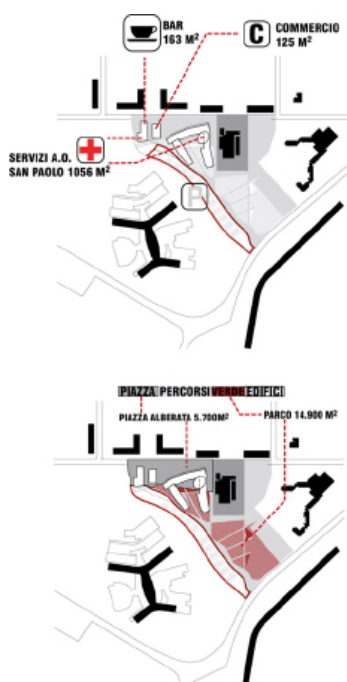 BAR
163 M²
C
COMMERCIO
125 M²
SERVIZI A.O.
SAN PAOLO 1056 M²
P
PIAZZA PERCORSI VERDE EDIFICI
PIAZZA ALBERATA 5.700M²
PARCO 14.900 M²